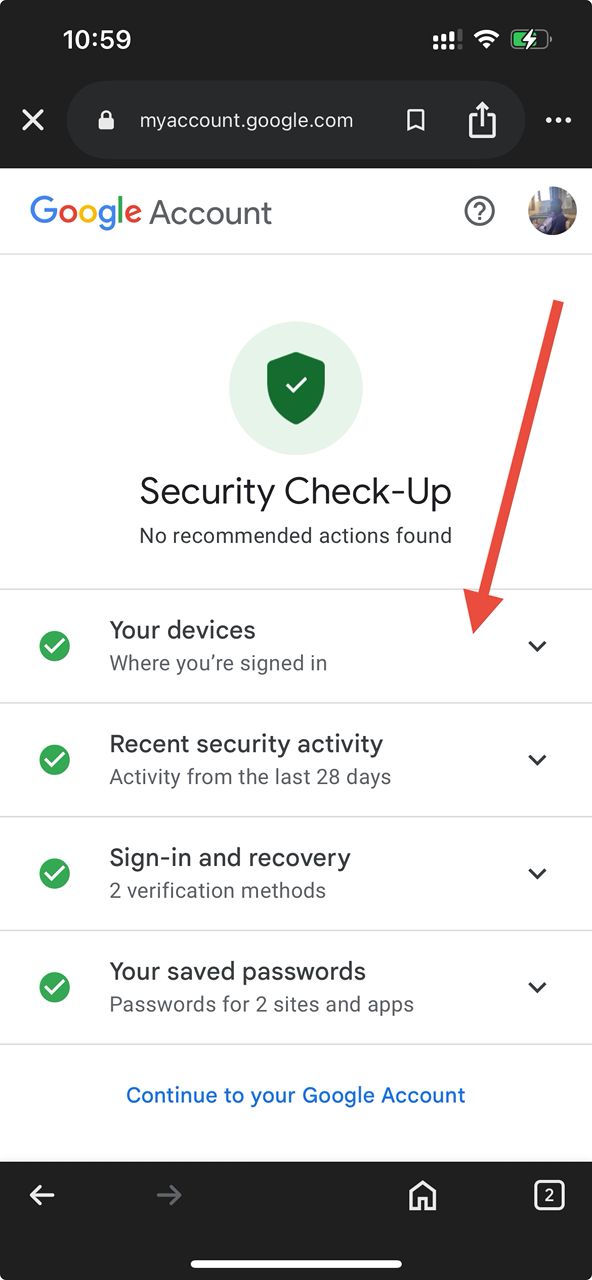 10:59
myaccount.google.com
Google Account
Security Check-Up
No recommended actions found
Your devices
Where you’re signed in
Recent security activity
Activity from the last 28 days
Sign-in and recovery
2 verification methods
Your saved passwords
Passwords for 2 sites and apps
Continue to your Google Account
2